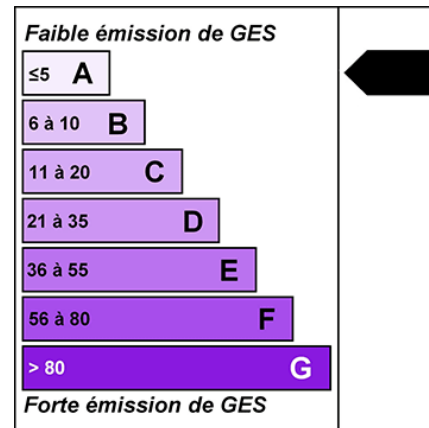 Faible émission de GES
≤5 A
6 à 10 B
11 à 20 C
21 à 35 D
36 à 55 E
56 à 80 F
> 80 G
Forte émission de GES